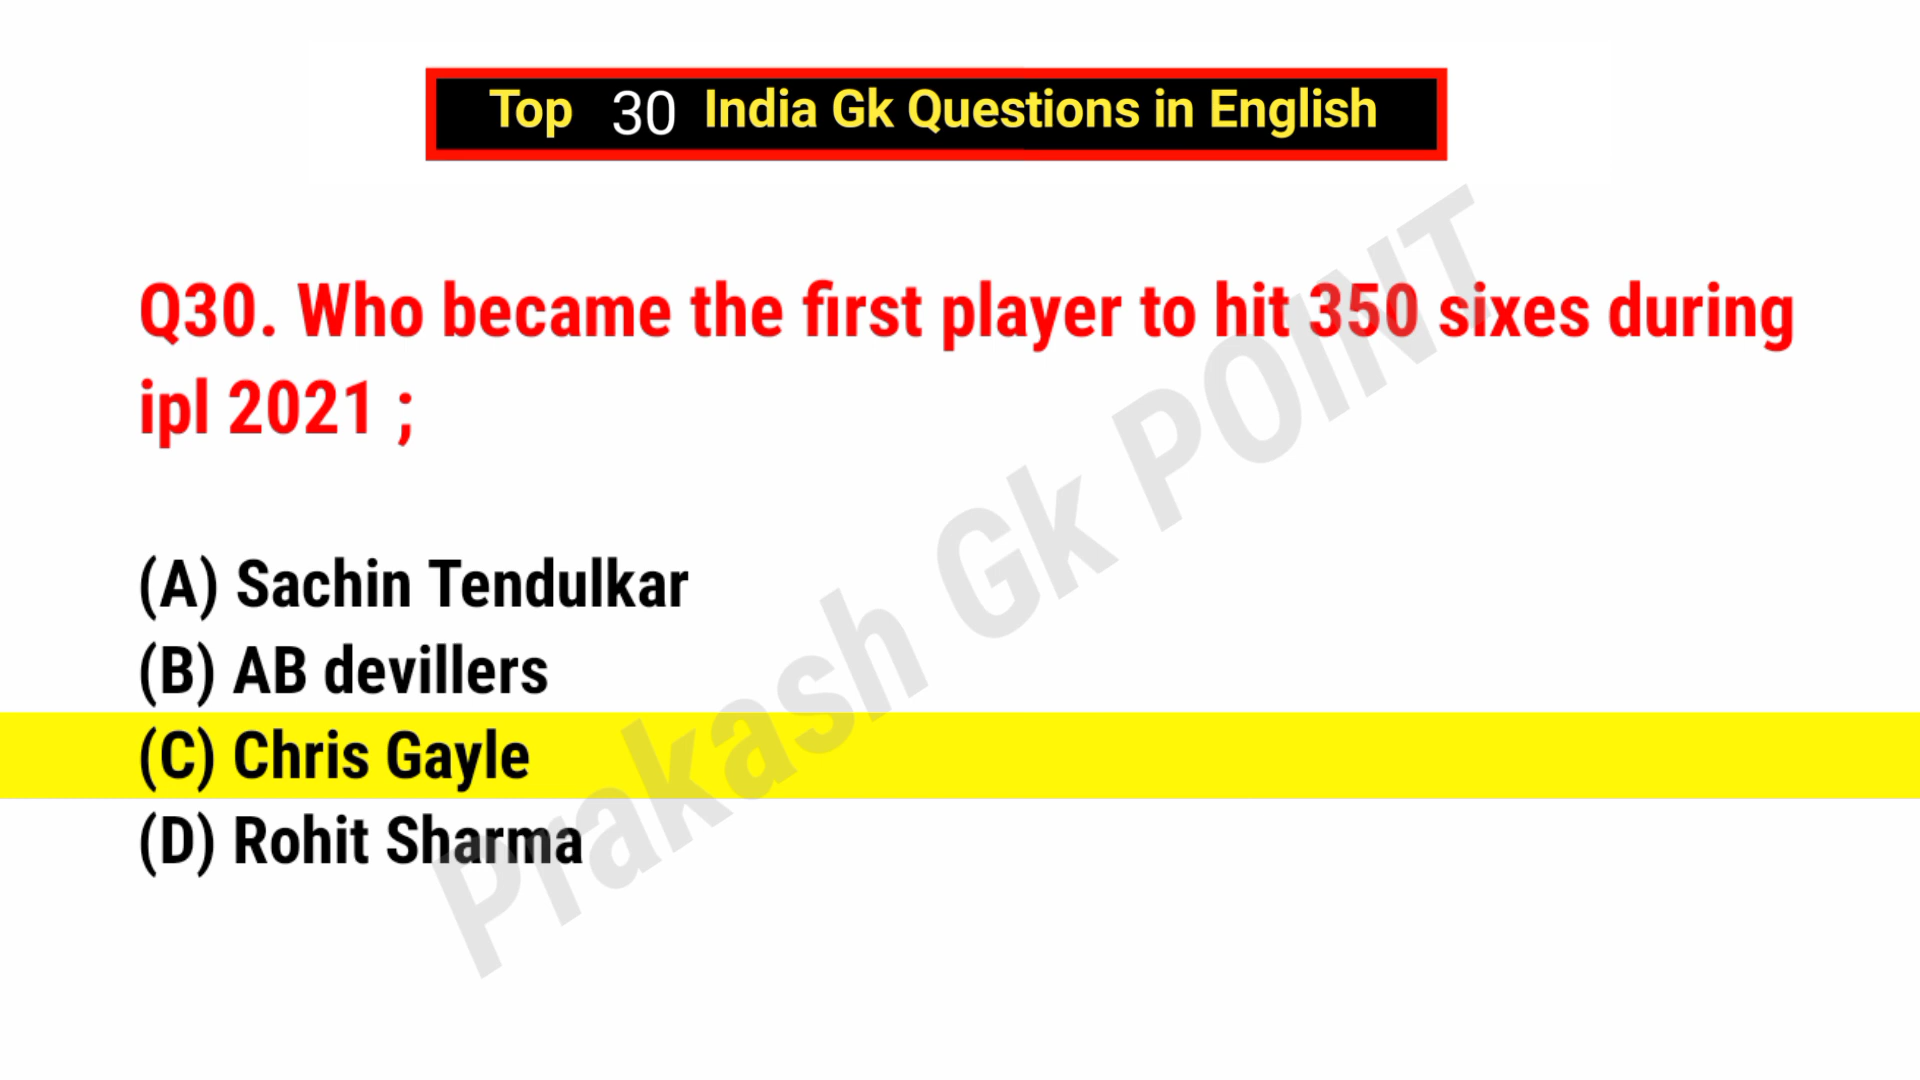 Top 30 India Gk Questions in English
Q30. Who became the first player to hit 350 sixes during
ipl 2021 ;
(A) Sachin Tendulkar
(B) AB devillers
(C) Chris Gayle
(D) Rohit Sharma
Prakash Gk POINT